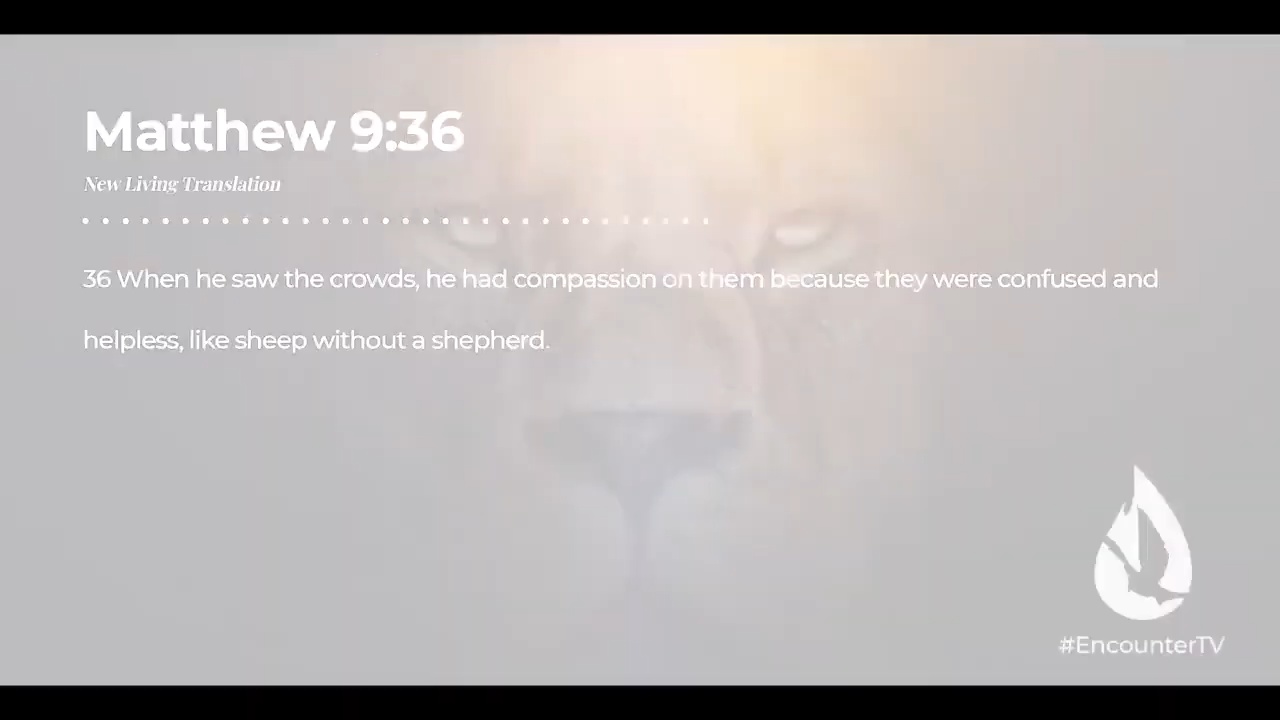 Matthew 9:36
New Living Translation
36 When he saw the crowds, he had compassion on them because they were confused and
helpless, like sheep without a shepherd.
#EncounterTV